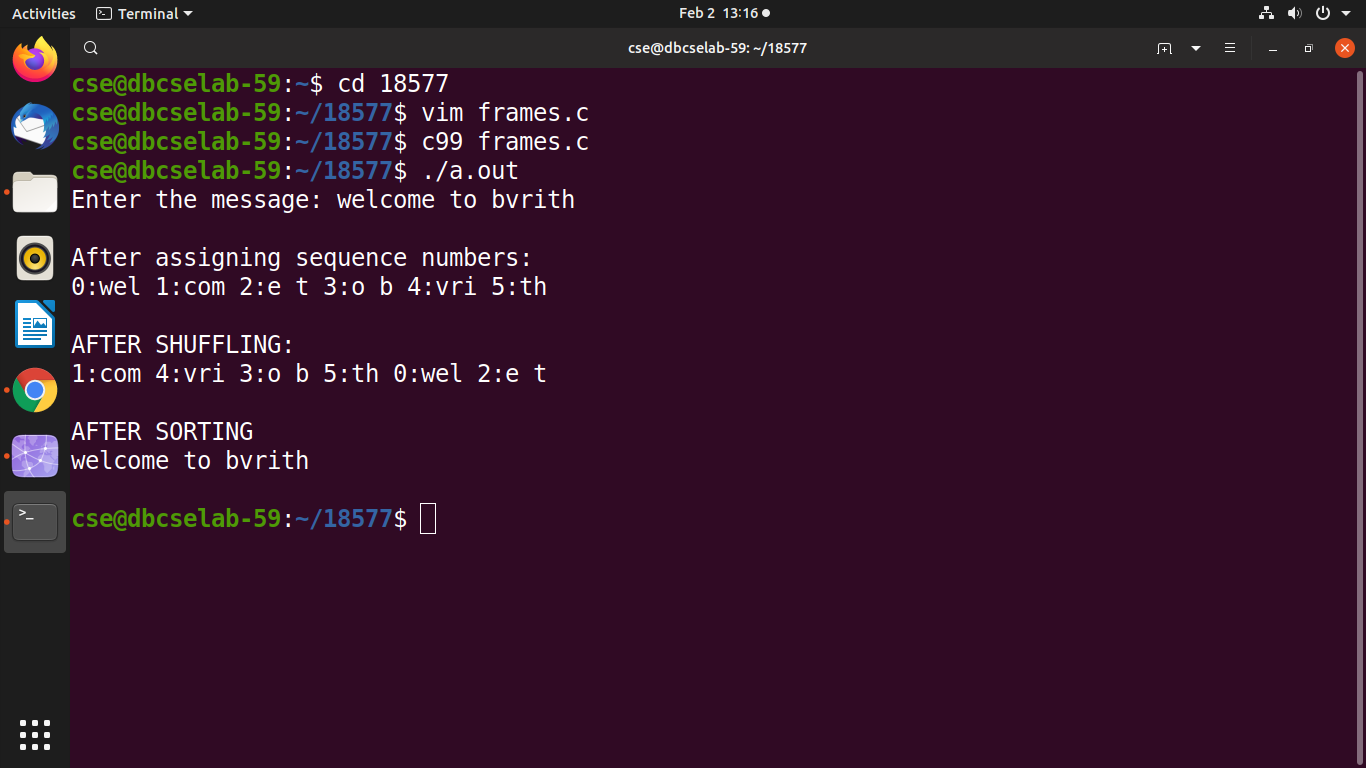 Activities Terminal Feb 2 13:16
cse@dbcselab-59: ~/18577
cse@dbcselab-59:~$ cd 18577
cse@dbcselab-59:~/18577$ vim frames.c
cse@dbcselab-59:~/18577$ c99 frames.c
cse@dbcselab-59:~/18577$ ./a.out
Enter the message: welcome to bvrith
After assigning sequence numbers:
0:wel 1:com 2:e t 3:o b 4:vri 5:th
AFTER SHUFFLING:
1:com 4:vri 3:o b 5:th 0:wel 2:e t
AFTER SORTING
welcome to bvrith
cse@dbcselab-59:~/18577$